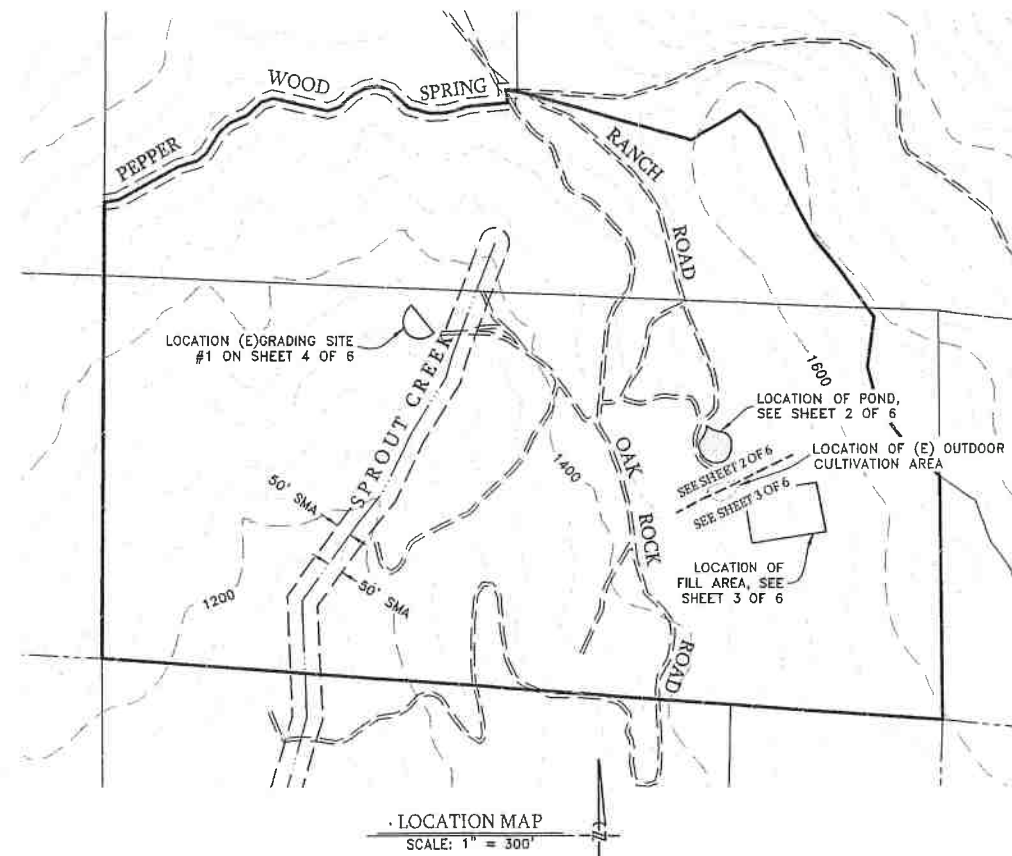 PEPPER WOOD SPRING
RANCH ROAD
LOCATION (E)GRADING SITE
#1 ON SHEET 4 OF 6
SPROUT CREEK
1600
LOCATION OF POND,
SEE SHEET 2 OF 6
LOCATION OF (E) OUTDOOR
CULTIVATION AREA
SEE SHEET 2 OF 6
SEE SHEET 3 OF 6
OAK ROCK ROAD
1400
50' SMA
50' SMA
1200
LOCATION OF
FILL AREA, SEE
SHEET 3 OF 6
LOCATION MAP
SCALE: 1" = 300'
N